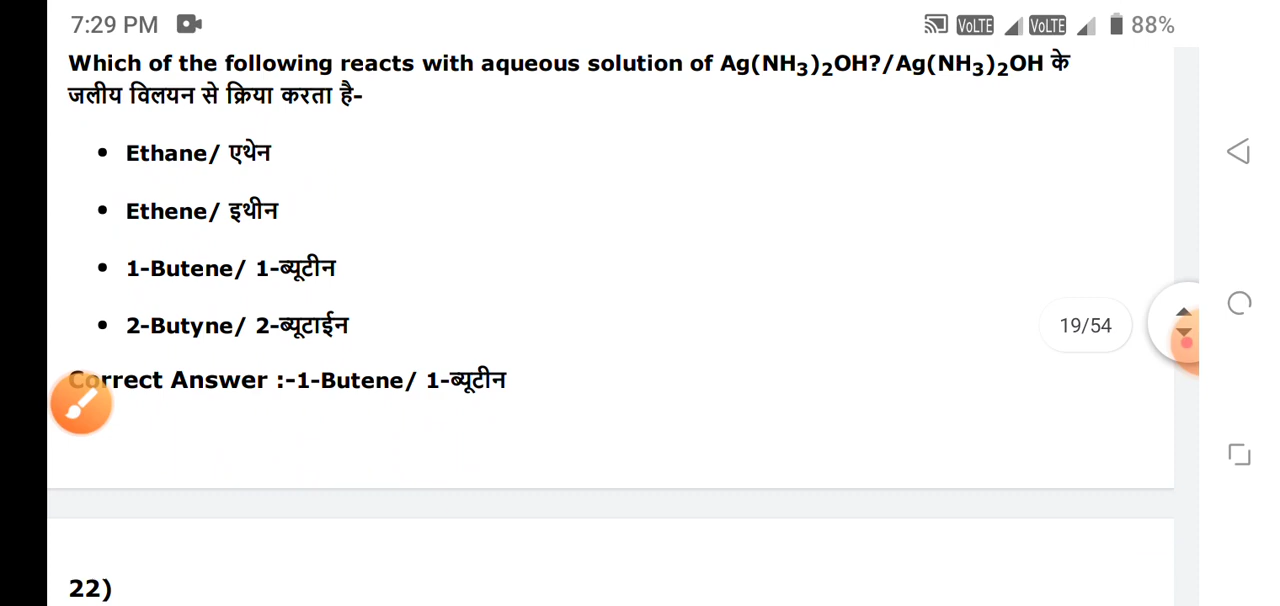 7:29 PM VoLTE VoLTE 88%
Which of the following reacts with aqueous solution of Ag(NH₃)₂OH?/Ag(NH₃)₂OH के
जलीय विलयन से क्रिया करता है-
• Ethane/ एथेन
• Ethene/ इथीन
• 1-Butene/ 1-ब्यूटीन
• 2-Butyne/ 2-ब्यूटाईन
19/54
Correct Answer :-1-Butene/ 1-ब्यूटीन
22)